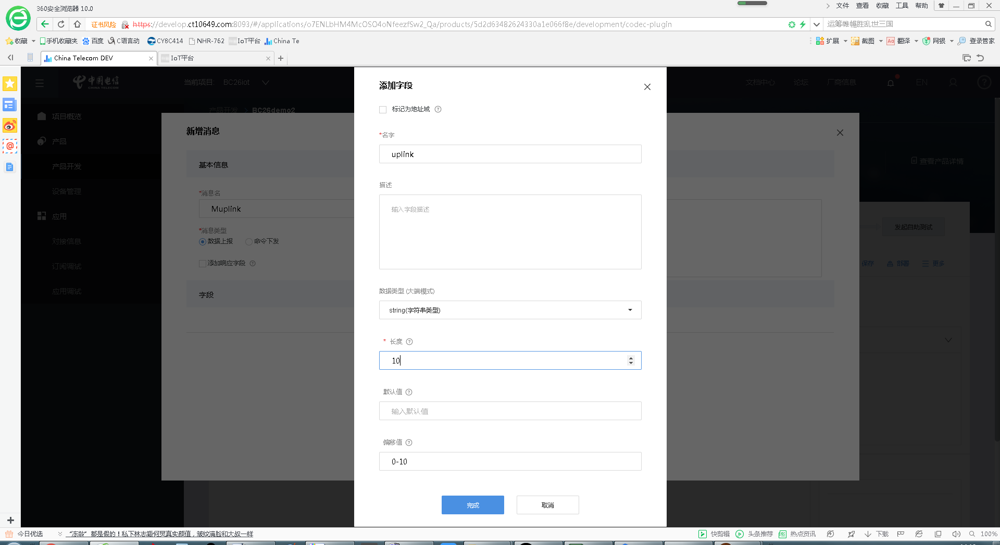 360安全浏览器 10.0
文件 查看 收藏 工具 帮助
证书风险 https://develop.ct10649.com:8093/#/applications/o7ENLbHM4McOSO4oNfeezfSw2_Qa/products/5d2d63482624330a1e066f8e/development/codec-plugin
运筹帷幄胜乱世三国
收藏 手机收藏夹 百度 C语言动 CY8C414 NHR-762 IoT平台 China Te
扩展 截图 翻译 网银 登录管家
China Telecom DEV
IoT平台
中国电信
CHINA TELECOM
当前项目: BC26iot
文档中心 论坛 厂商信息 EN
产品开发 > BC26demo2
项目概览
产品
产品开发
设备管理
应用
对接信息
订阅调试
应用调试
查看产品详情
发起自助测试
保存 部署 更多
新增消息
基本信息
*消息名
Muplink
*消息类型
数据上报 命令下发
添加响应字段
字段
添加字段
标记为地址域
*名字
uplink
描述
输入字段描述
数据类型 (大端模式)
string(字符串类型)
* 长度
10
默认值
输入默认值
偏移值
0-10
完成 取消
今日优选 “冻龄”都是假的！私下林志颖何炅真实颜值，皱纹满脸和大叔一样
快剪辑 头条推荐 热点资讯 下载 100%